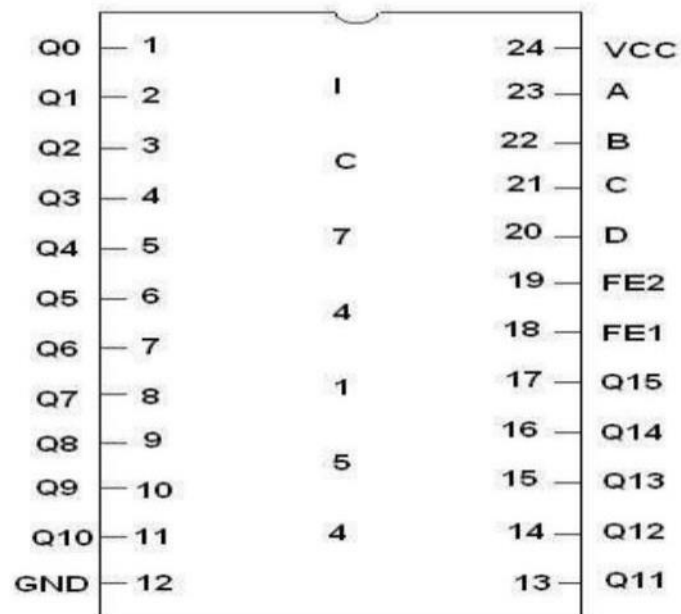 Q0 1 24 VCC
Q1 2 I 23 A
Q2 3 C 22 B
Q3 4 21 C
Q4 5 7 20 D
Q5 6 4 19 FE2
Q6 7 18 FE1
Q7 8 1 17 Q15
Q8 9 5 16 Q14
Q9 10 15 Q13
Q10 11 4 14 Q12
GND 12 13 Q11